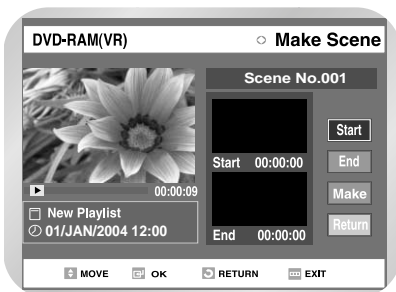 DVD-RAM(VR) Make Scene
Scene No.001
Start 00:00:00
End 00:00:00
Start
End
Make
Return
00:00:09
New Playlist
01/JAN/2004 12:00
MOVE OK RETURN EXIT